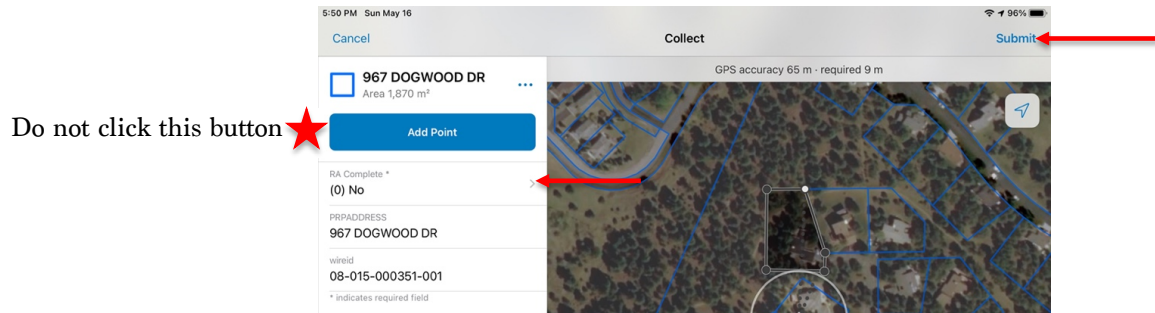 5:50 PM Sun May 16
96%
Cancel
Collect
Submit
967 DOGWOOD DR
Area 1,870 m²
GPS accuracy 65 m · required 9 m
Do not click this button
Add Point
RA Complete *
(0) No
PRPADDRESS
967 DOGWOOD DR
wireid
08-015-000351-001
* indicates required field